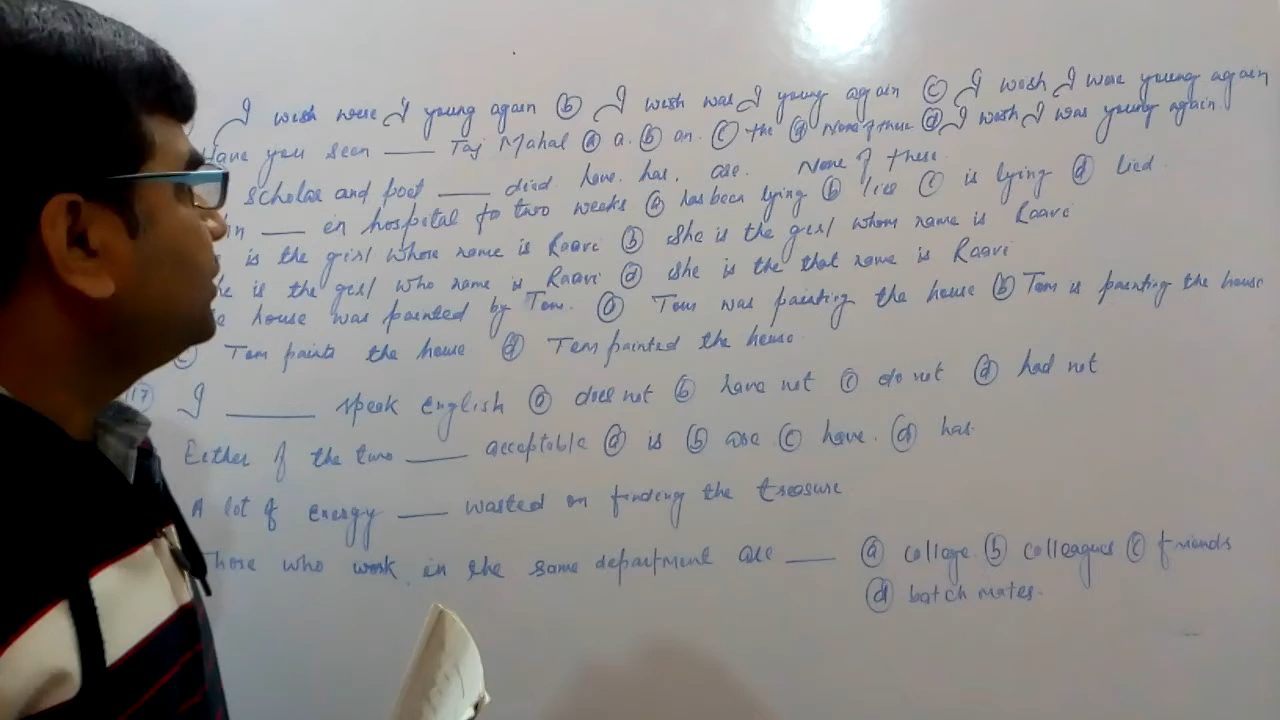 I wish were I young again (b) I wish was I young again (c) I wish I were young again
Have you seen ___ Taj Mahal (a) a. (b) an. (c) the (d) None of these (d) I wish I was young again
scholar and poet ___ died have. has. are. None of these.
in ___ in hospital for two weeks (a) has been lying (b) lies (c) is lying (d) lied.
is the girl whose name is Raavi (b) She is the girl whom name is Raavi
he is the girl who name is Raavi (d) She is the that name is Raavi
house was painted by Tom. (a) Tom was painting the house (b) Tom is painting the house
(c) Tom paints the house (d) Tom painted the house.
117 I ___ speak english (a) does not (b) have not (c) do not (d) had not
Either of the two ___ acceptable (a) is (b) are (c) have. (d) has.
A lot of energy ___ wasted on finding the treasure
Those who work in the same department are ___ (a) college. (b) colleagues (c) friends
(d) batch mates.